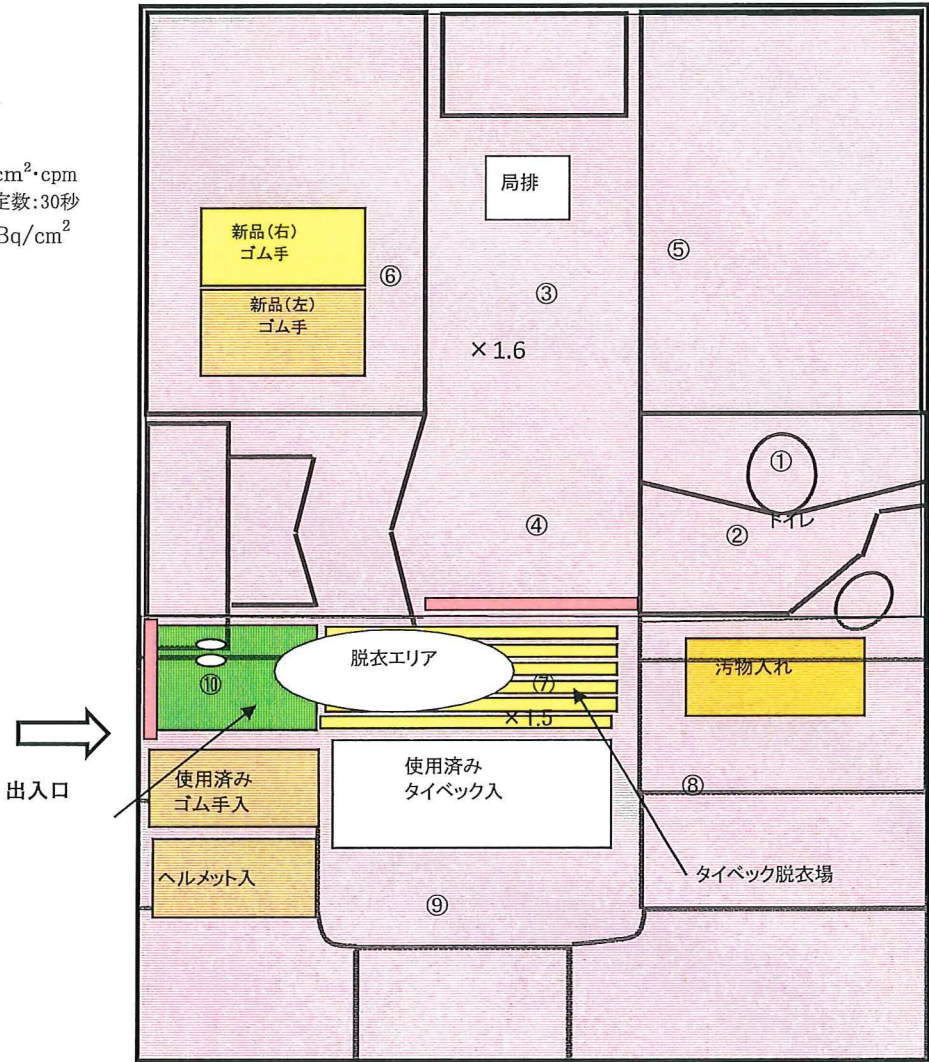 cm²・cpm
定数:30秒
Bq/cm²
局排
新品(右)
ゴム手
新品(左)
ゴム手
⑥
③
⑤
×1.6
①
トイレ
②
④
脱衣エリア
⑦
×1.5
⑩
汚物入れ
出入口
使用済み
ゴム手入
使用済み
タイベック入
⑧
ヘルメット入
タイベック脱衣場
⑨